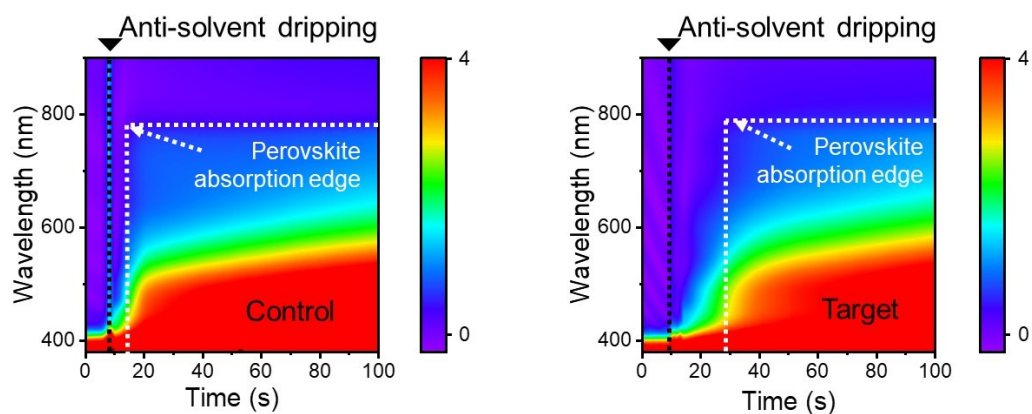 Anti-solvent dripping
4
0
800
600
400
Wavelength (nm)
Perovskite
absorption edge
Control
0 20 40 60 80 100
Time (s)
Anti-solvent dripping
4
0
800
600
400
Wavelength (nm)
Perovskite
absorption edge
Target
0 20 40 60 80 100
Time (s)